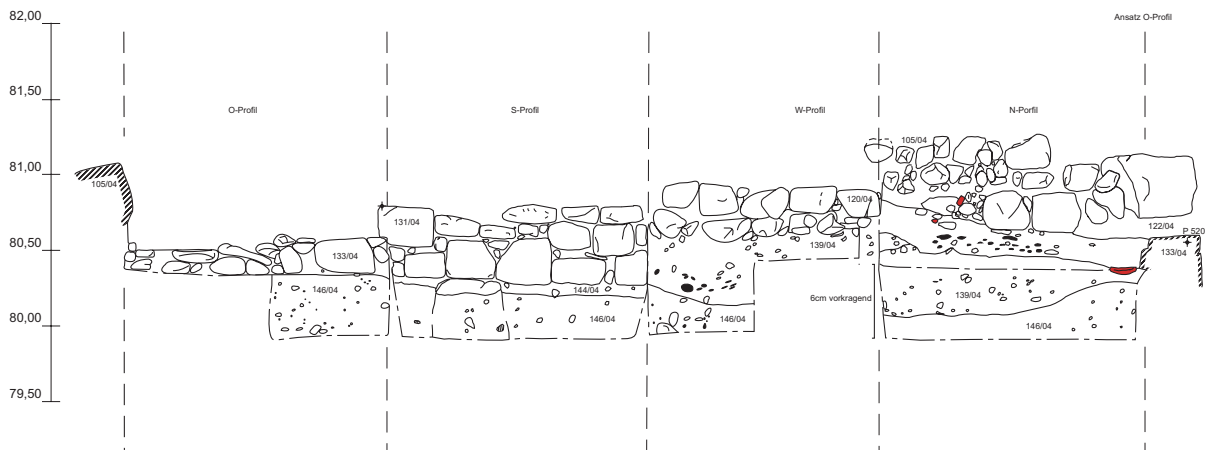 82,00
Ansatz O-Profil
81,50
O-Profil
S-Profil
W-Profil
N-Porfil
105/04
81,00
105/04
120/04
131/04
122/04
P 520
80,50
133/04
139/04
133/04
146/04
144/04
6cm vorkragend
139/04
80,00
146/04
146/04
146/04
79,50